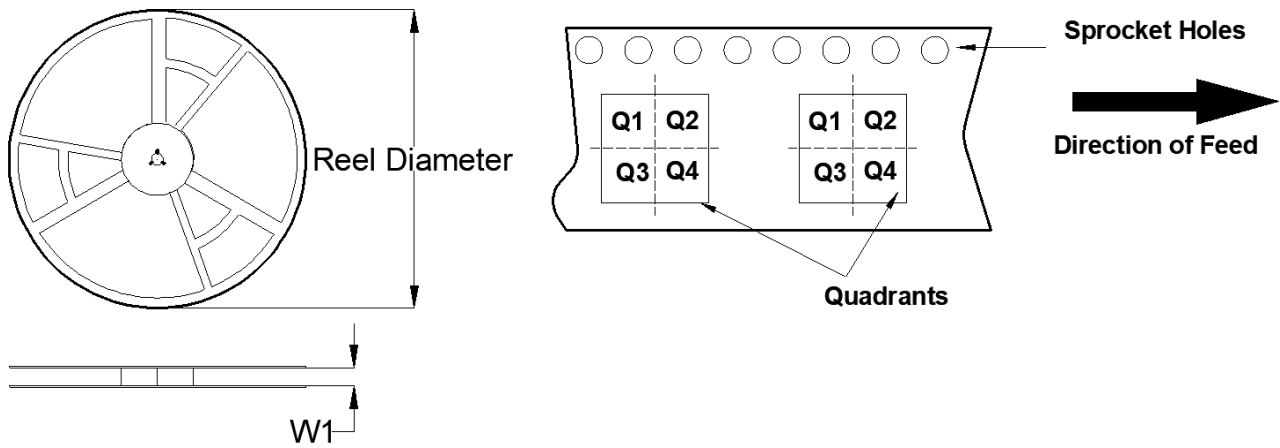 Reel Diameter
W1
Sprocket Holes
Direction of Feed
Q1 Q2 Q1 Q2
Q3 Q4 Q3 Q4
Quadrants